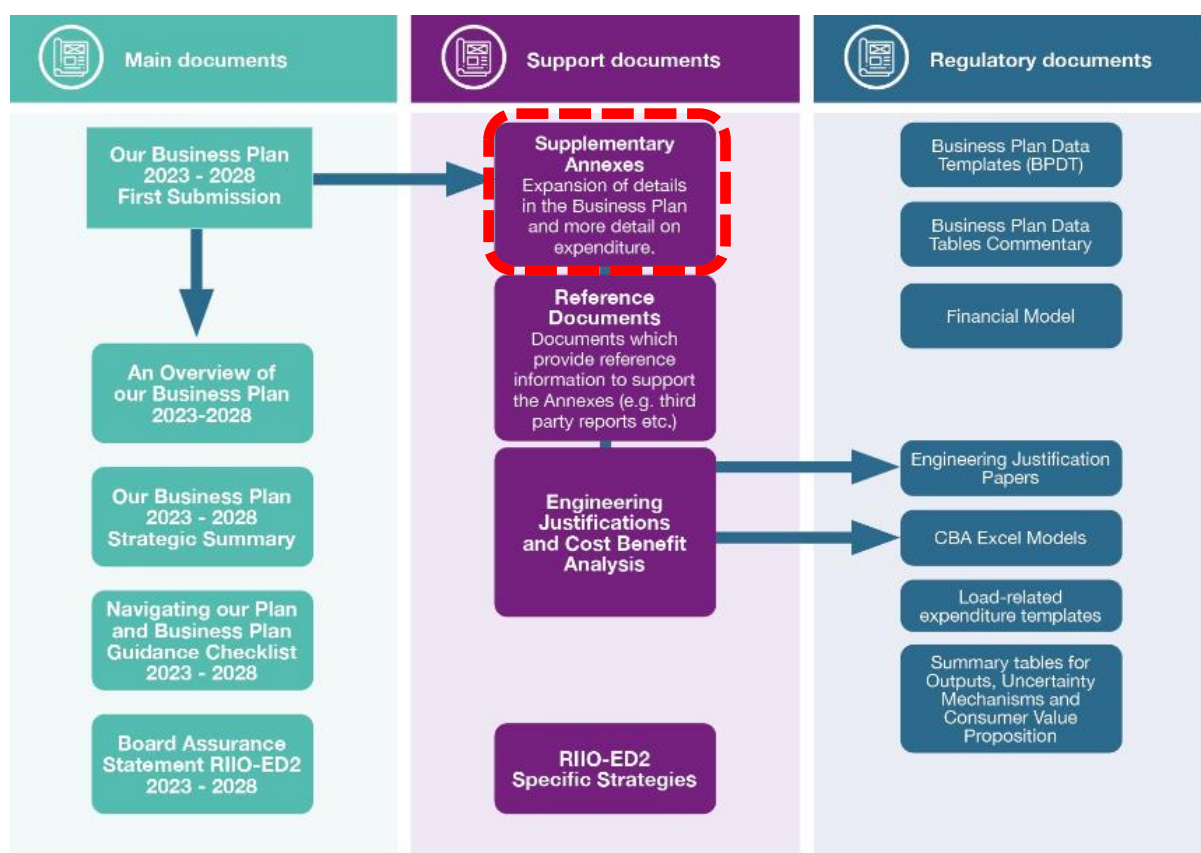 Main documents
Our Business Plan
2023 - 2028
First Submission
An Overview of
our Business Plan
2023-2028
Our Business Plan
2023 - 2028
Strategic Summary
Navigating our Plan
and Business Plan
Guidance Checklist
2023 - 2028
Board Assurance
Statement RIIO-ED2
2023 - 2028
Support documents
Supplementary
Annexes
Expansion of details
in the Business Plan
and more detail on
expenditure.
Reference
Documents
Documents which
provide reference
information to support
the Annexes (e.g. third
party reports etc.)
Engineering
Justifications
and Cost Benefit
Analysis
RIIO-ED2
Specific Strategies
Regulatory documents
Business Plan Data
Templates (BPDT)
Business Plan Data
Tables Commentary
Financial Model
Engineering Justification
Papers
CBA Excel Models
Load-related
expenditure templates
Summary tables for
Outputs, Uncertainty
Mechanisms and
Consumer Value
Proposition